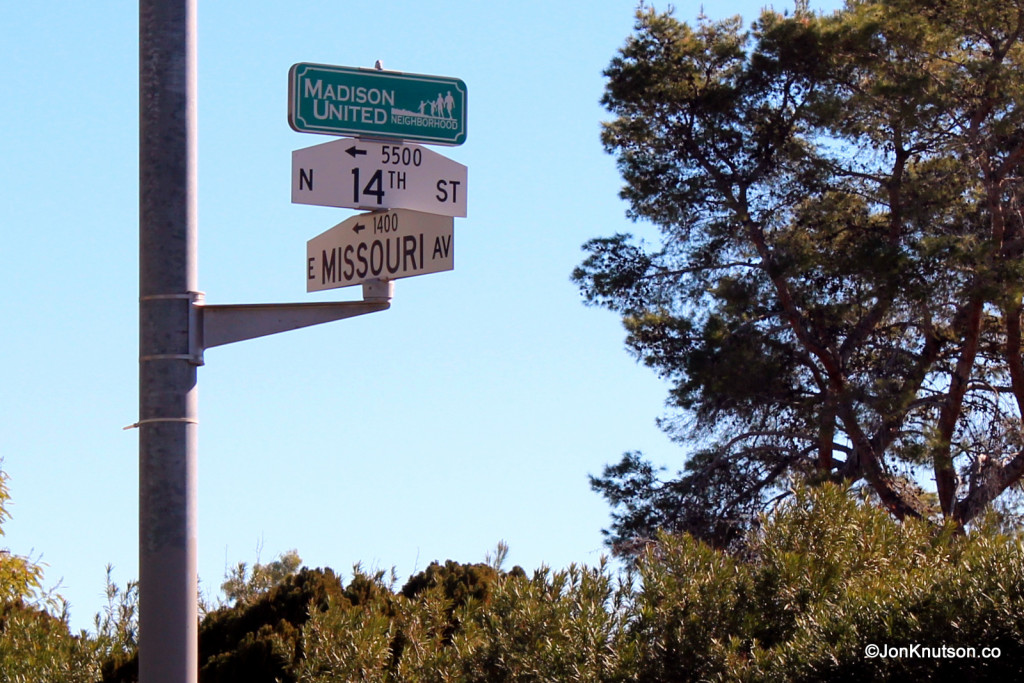 MADISON
UNITED NEIGHBORHOOD
← 5500
N 14TH ST
← 1400
E MISSOURI AV
©JonKnutson.co